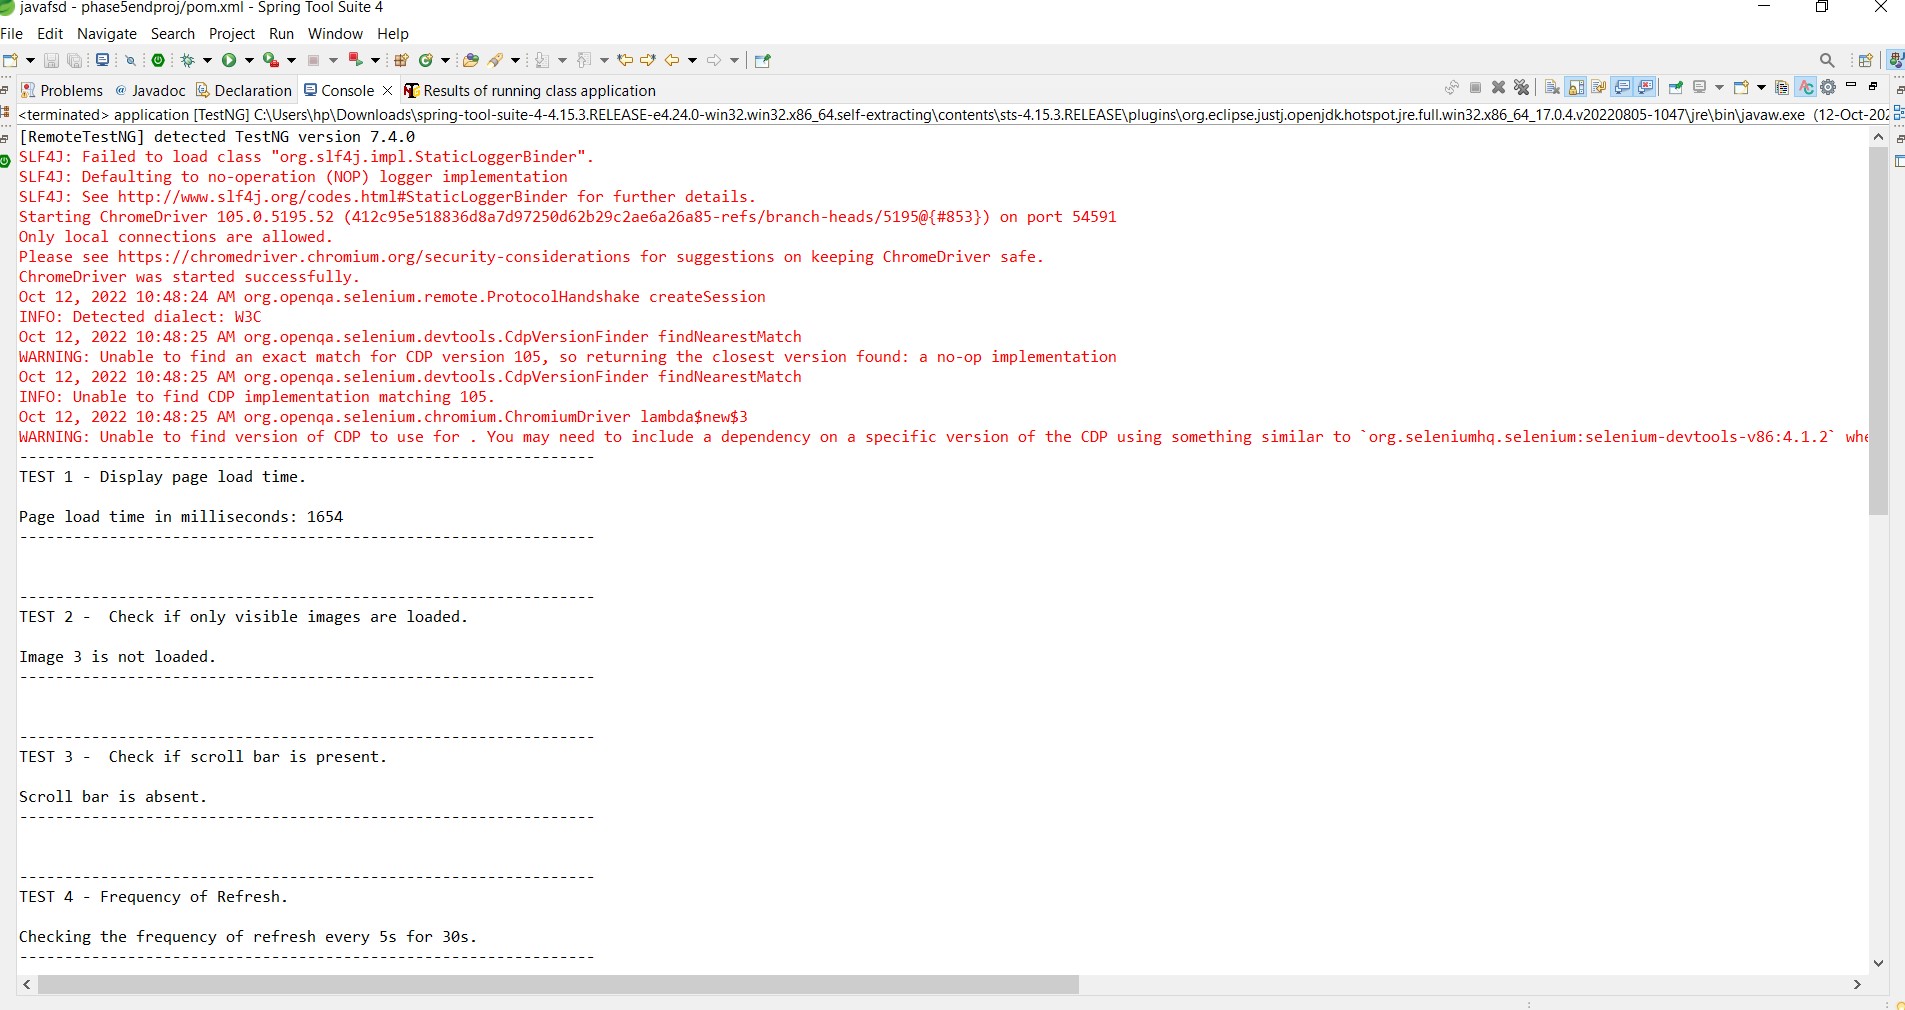 javafsd - phase5endproj/pom.xml - Spring Tool Suite 4
File Edit Navigate Search Project Run Window Help
Problems @ Javadoc Declaration Console Results of running class application
<terminated> application [TestNG] C:\Users\hp\Downloads\spring-tool-suite-4-4.15.3.RELEASE-e4.24.0-win32.win32.x86_64.self-extracting\contents\sts-4.15.3.RELEASE\plugins\org.eclipse.justj.openjdk.hotspot.jre.full.win32.x86_64_17.0.4.v20220805-1047\jre\bin\javaw.exe (12-Oct-202
[RemoteTestNG] detected TestNG version 7.4.0
SLF4J: Failed to load class "org.slf4j.impl.StaticLoggerBinder".
SLF4J: Defaulting to no-operation (NOP) logger implementation
SLF4J: See http://www.slf4j.org/codes.html#StaticLoggerBinder for further details.
Starting ChromeDriver 105.0.5195.52 (412c95e518836d8a7d97250d62b29c2ae6a26a85-refs/branch-heads/5195@{#853}) on port 54591
Only local connections are allowed.
Please see https://chromedriver.chromium.org/security-considerations for suggestions on keeping ChromeDriver safe.
ChromeDriver was started successfully.
Oct 12, 2022 10:48:24 AM org.openqa.selenium.remote.ProtocolHandshake createSession
INFO: Detected dialect: W3C
Oct 12, 2022 10:48:25 AM org.openqa.selenium.devtools.CdpVersionFinder findNearestMatch
WARNING: Unable to find an exact match for CDP version 105, so returning the closest version found: a no-op implementation
Oct 12, 2022 10:48:25 AM org.openqa.selenium.devtools.CdpVersionFinder findNearestMatch
INFO: Unable to find CDP implementation matching 105.
Oct 12, 2022 10:48:25 AM org.openqa.selenium.chromium.ChromiumDriver lambda$new$3
WARNING: Unable to find version of CDP to use for . You may need to include a dependency on a specific version of the CDP using something similar to `org.seleniumhq.selenium:selenium-devtools-v86:4.1.2` whe
----------------------------------------------------------------
TEST 1 - Display page load time.
Page load time in milliseconds: 1654
----------------------------------------------------------------
----------------------------------------------------------------
TEST 2 -  Check if only visible images are loaded.
Image 3 is not loaded.
----------------------------------------------------------------
----------------------------------------------------------------
TEST 3 -  Check if scroll bar is present.
Scroll bar is absent.
----------------------------------------------------------------
----------------------------------------------------------------
TEST 4 - Frequency of Refresh.
Checking the frequency of refresh every 5s for 30s.
----------------------------------------------------------------